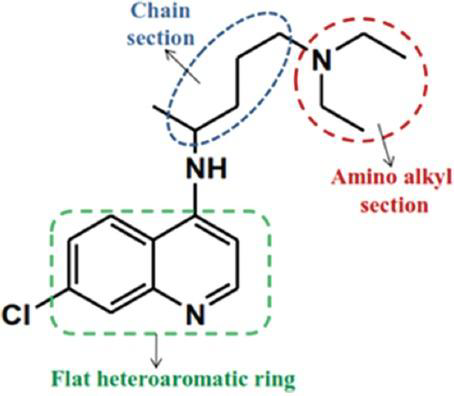 Chain
section
N
Amino alkyl
section
NH
Cl
N
Flat heteroaromatic ring